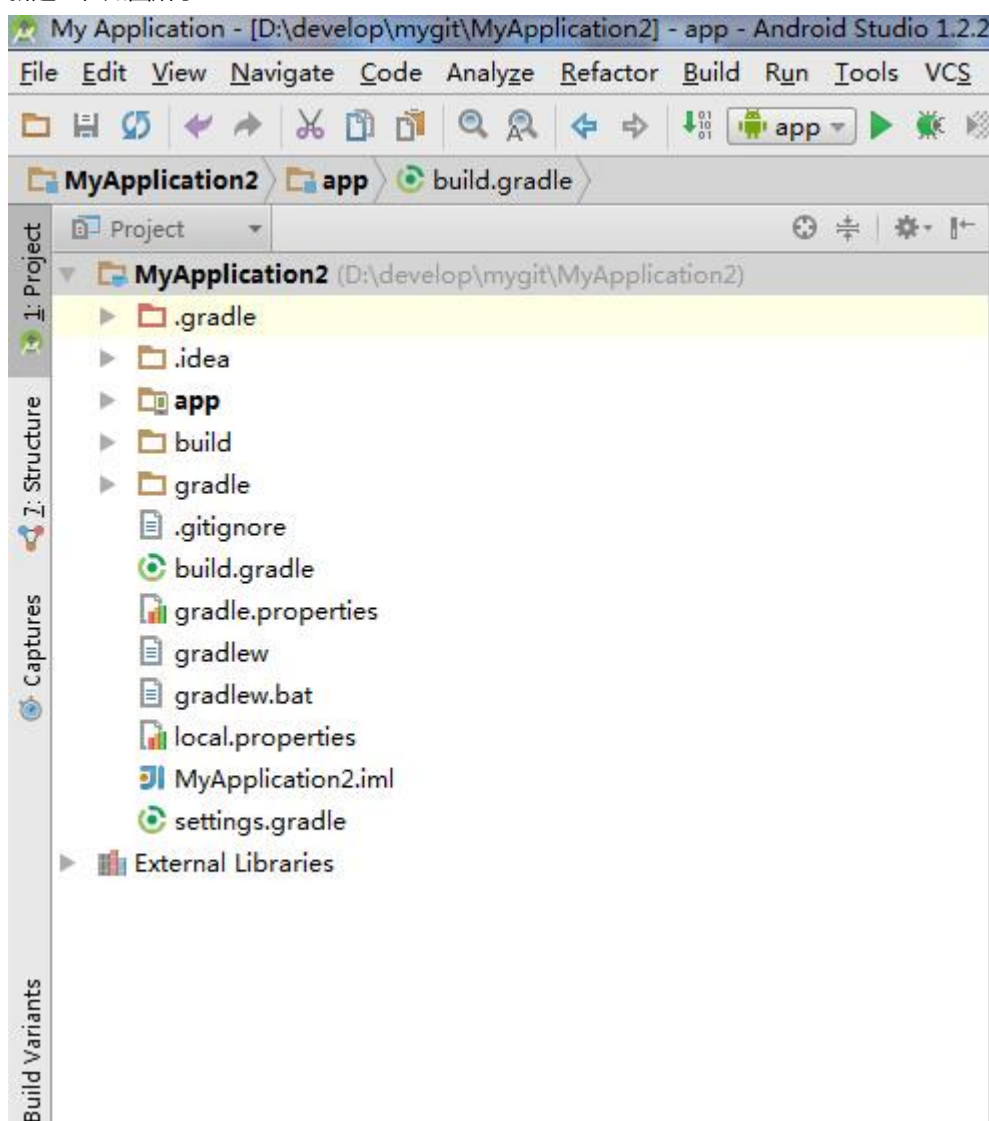 My Application - [D:\develop\mygit\MyApplication2] - app - Android Studio 1.2.2
File Edit View Navigate Code Analyze Refactor Build Run Tools VCS
app
MyApplication2 app build.gradle
Project
MyApplication2 (D:\develop\mygit\MyApplication2)
.gradle
.idea
app
build
gradle
.gitignore
build.gradle
gradle.properties
gradlew
gradlew.bat
local.properties
MyApplication2.iml
settings.gradle
External Libraries
1: Project
7: Structure
Captures
Build Variants